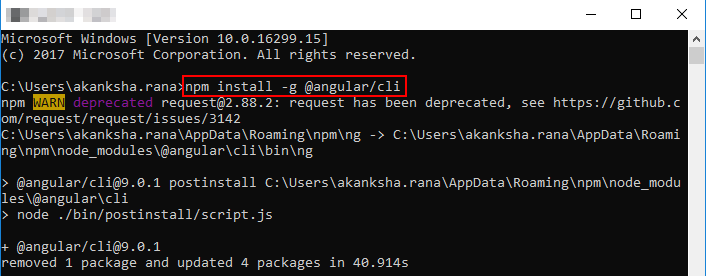 Microsoft Windows [Version 10.0.16299.15]
(c) 2017 Microsoft Corporation. All rights reserved.
C:\Users\akanksha.rana>npm install -g @angular/cli
npm WARN deprecated request@2.88.2: request has been deprecated, see https://github.c
om/request/request/issues/3142
C:\Users\akanksha.rana\AppData\Roaming\npm\ng -> C:\Users\akanksha.rana\AppData\Roami
ng\npm\node_modules\@angular\cli\bin\ng
> @angular/cli@9.0.1 postinstall C:\Users\akanksha.rana\AppData\Roaming\npm\node_modu
les\@angular\cli
> node ./bin/postinstall/script.js
+ @angular/cli@9.0.1
removed 1 package and updated 4 packages in 40.914s